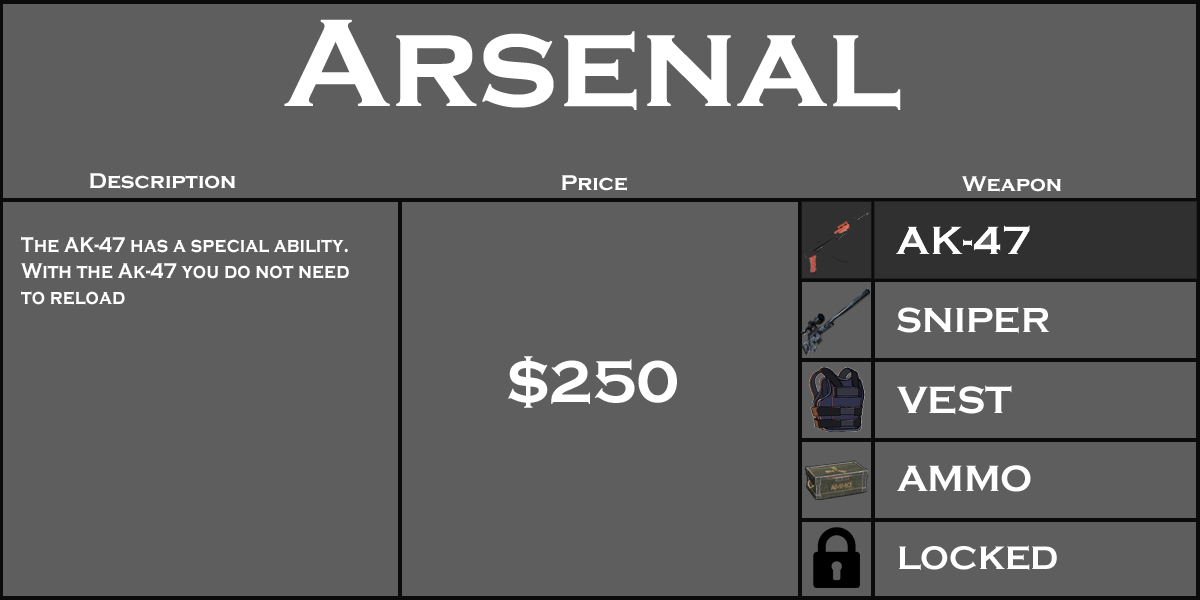 Arsenal
Description
Price
Weapon
The AK-47 has a special ability.
With the Ak-47 you do not need
to reload
$250
AK-47
SNIPER
VEST
AMMO
AMMO
LOCKED